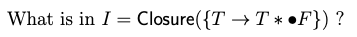 What is in I = Closure({T → T * •F}) ?